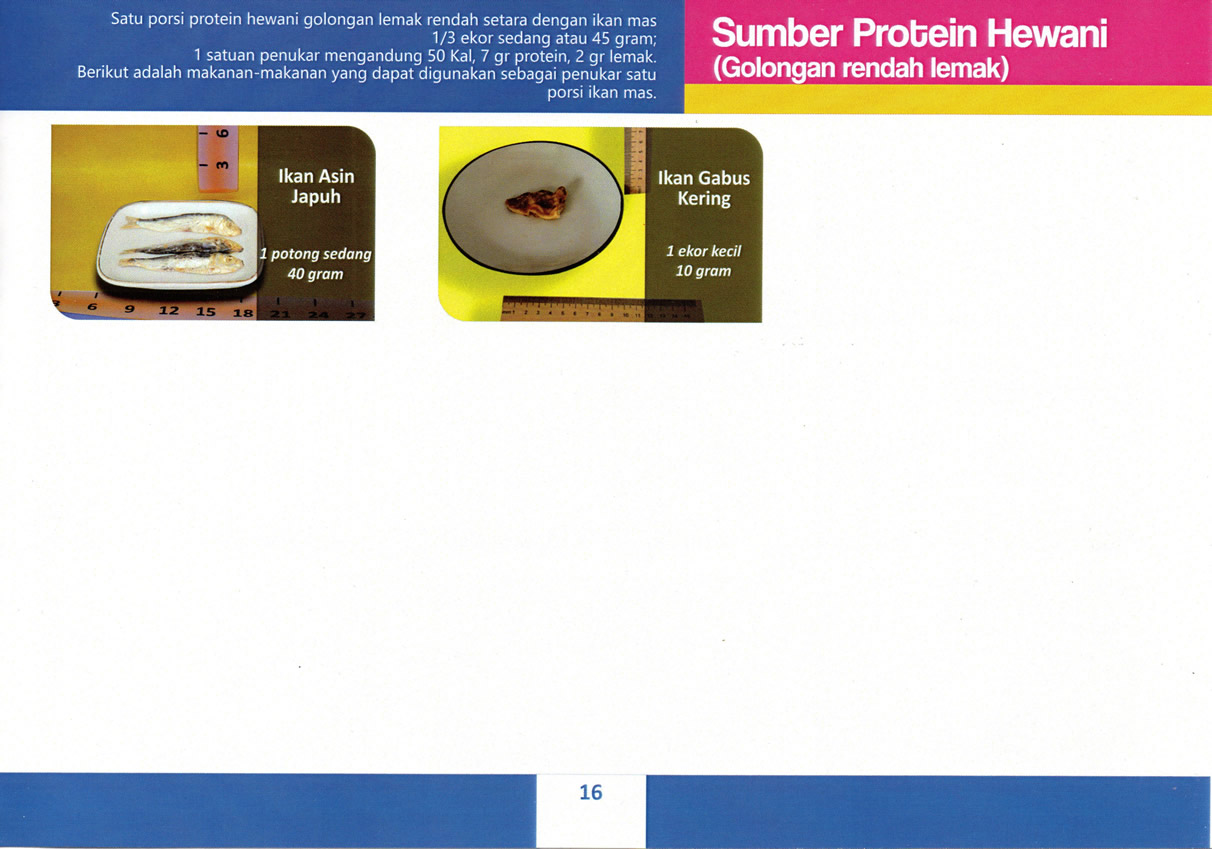 Satu porsi protein hewani golongan lemak rendah setara dengan ikan mas
1/3 ekor sedang atau 45 gram;
1 satuan penukar mengandung 50 Kal, 7 gr protein, 2 gr lemak.
Berikut adalah makanan-makanan yang dapat digunakan sebagai penukar satu
porsi ikan mas.
Sumber Protein Hewani
(Golongan rendah lemak)
6
3
Ikan Asin
Japuh
1 potong sedang
40 gram
6 9 12 15 18 21 24 27
Ikan Gabus
Kering
1 ekor kecil
10 gram
16